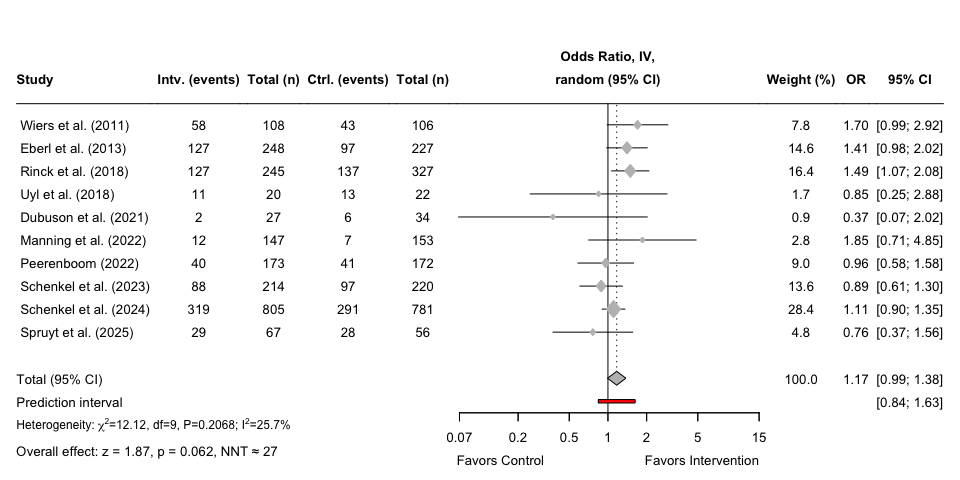 Odds Ratio, IV,
Study Intv. (events) Total (n) Ctrl. (events) Total (n) random (95% CI) Weight (%) OR 95% CI
Wiers et al. (2011) 58 108 43 106 7.8 1.70 [0.99; 2.92]
Eberl et al. (2013) 127 248 97 227 14.6 1.41 [0.98; 2.02]
Rinck et al. (2018) 127 245 137 327 16.4 1.49 [1.07; 2.08]
Uyl et al. (2018) 11 20 13 22 1.7 0.85 [0.25; 2.88]
Dubuson et al. (2021) 2 27 6 34 0.9 0.37 [0.07; 2.02]
Manning et al. (2022) 12 147 7 153 2.8 1.85 [0.71; 4.85]
Peerenboom (2022) 40 173 41 172 9.0 0.96 [0.58; 1.58]
Schenkel et al. (2023) 88 214 97 220 13.6 0.89 [0.61; 1.30]
Schenkel et al. (2024) 319 805 291 781 28.4 1.11 [0.90; 1.35]
Spruyt et al. (2025) 29 67 28 56 4.8 0.76 [0.37; 1.56]
Total (95% CI) 100.0 1.17 [0.99; 1.38]
Prediction interval [0.84; 1.63]
Heterogeneity: χ²=12.12, df=9, P=0.2068; I²=25.7%
0.07 0.2 0.5 1 2 5 15
Overall effect: z = 1.87, p = 0.062, NNT ≈ 27
Favors Control Favors Intervention